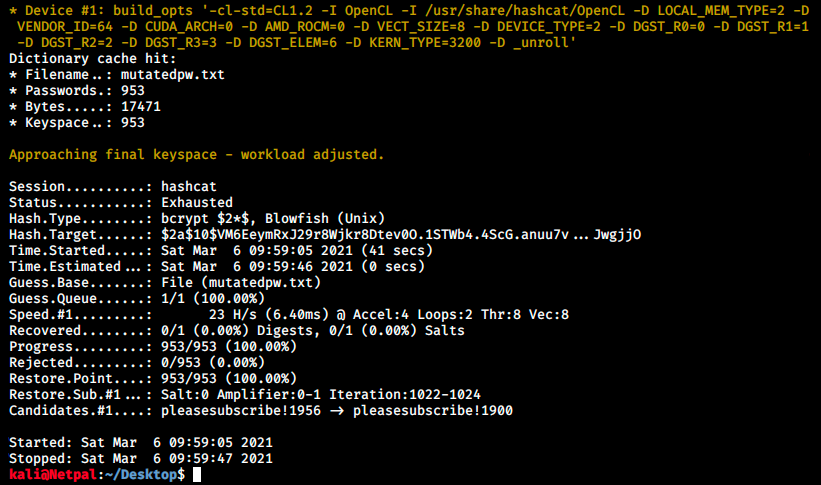 * Device #1: build_opts '-cl-std=CL1.2 -I OpenCL -I /usr/share/hashcat/OpenCL -D LOCAL_MEM_TYPE=2 -D
VENDOR_ID=64 -D CUDA_ARCH=0 -D AMD_ROCM=0 -D VECT_SIZE=8 -D DEVICE_TYPE=2 -D DGST_R0=0 -D DGST_R1=1
-D DGST_R2=2 -D DGST_R3=3 -D DGST_ELEM=6 -D KERN_TYPE=3200 -D _unroll'
Dictionary cache hit:
* Filename..: mutatedpw.txt
* Passwords.: 953
* Bytes.....: 17471
* Keyspace..: 953
Approaching final keyspace - workload adjusted.
Session..........: hashcat
Status...........: Exhausted
Hash.Type........: bcrypt $2*$, Blowfish (Unix)
Hash.Target......: $2a$10$VM6EeymRxJ29r8Wjkr8Dtev0O.1STWb4.4ScG.anuu7v...JwgjjO
Time.Started.....: Sat Mar  6 09:59:05 2021 (41 secs)
Time.Estimated...: Sat Mar  6 09:59:46 2021 (0 secs)
Guess.Base.......: File (mutatedpw.txt)
Guess.Queue......: 1/1 (100.00%)
Speed.#1.........:       23 H/s (6.40ms) @ Accel:4 Loops:2 Thr:8 Vec:8
Recovered........: 0/1 (0.00%) Digests, 0/1 (0.00%) Salts
Progress.........: 953/953 (100.00%)
Rejected.........: 0/953 (0.00%)
Restore.Point....: 953/953 (100.00%)
Restore.Sub.#1...: Salt:0 Amplifier:0-1 Iteration:1022-1024
Candidates.#1....: pleasesubscribe!1956 -> pleasesubscribe!1900
Started: Sat Mar  6 09:59:05 2021
Stopped: Sat Mar  6 09:59:47 2021
kali@Netpal:~/Desktop$